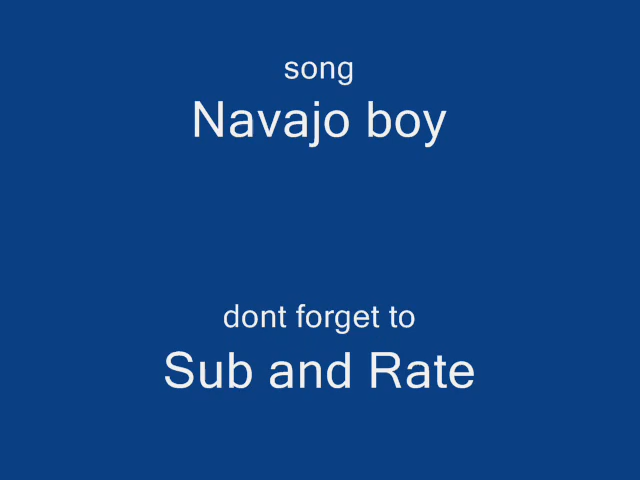 song
Navajo boy
dont forget to
Sub and Rate